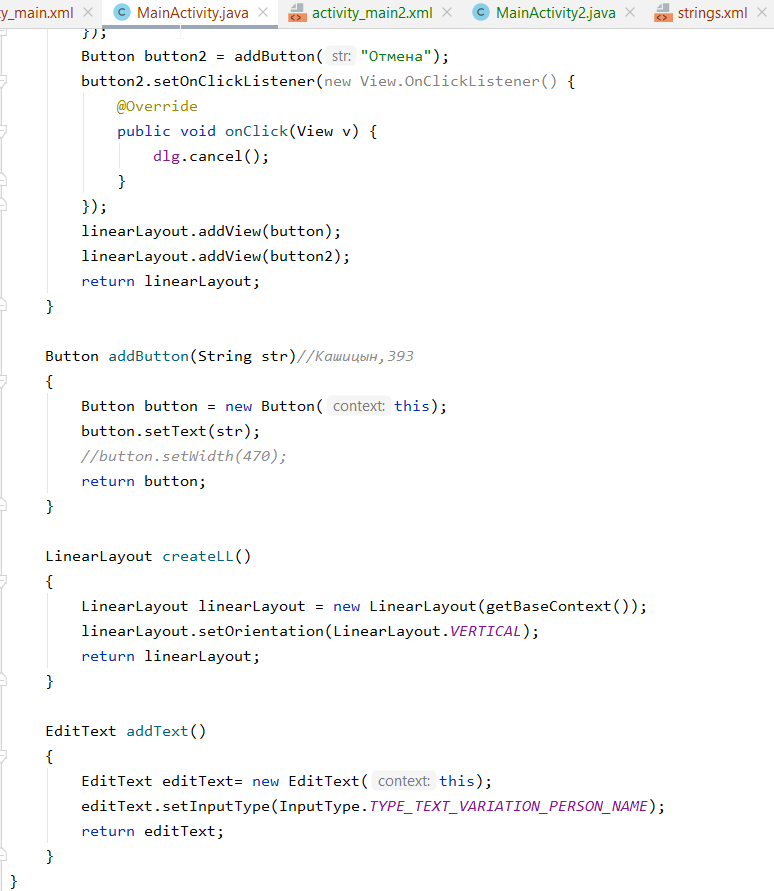 ty_main.xml MainActivity.java activity_main2.xml MainActivity2.java strings.xml
});
Button button2 = addButton( str: "Отмена");
button2.setOnClickListener(new View.OnClickListener() {
@Override
public void onClick(View v) {
dlg.cancel();
}
});
linearLayout.addView(button);
linearLayout.addView(button2);
return linearLayout;
}
Button addButton(String str)//Кашицын,393
{
Button button = new Button( context: this);
button.setText(str);
//button.setWidth(470);
return button;
}
LinearLayout createLL()
{
LinearLayout linearLayout = new LinearLayout(getBaseContext());
linearLayout.setOrientation(LinearLayout.VERTICAL);
return linearLayout;
}
EditText addText()
{
EditText editText= new EditText( context: this);
editText.setInputType(InputType.TYPE_TEXT_VARIATION_PERSON_NAME);
return editText;
}
}